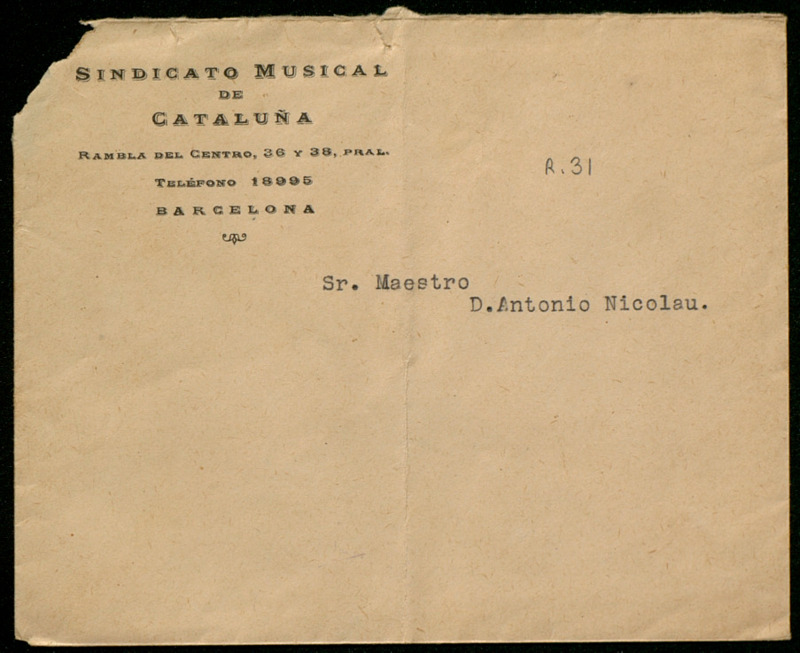 SINDICATO MUSICAL
DE
CATALUÑA
RAMBLA DEL CENTRO, 36 Y 38, PRAL.
TELÉFONO 18995
BARCELONA
R.31
Sr. Maestro
D.Antonio Nicolau.